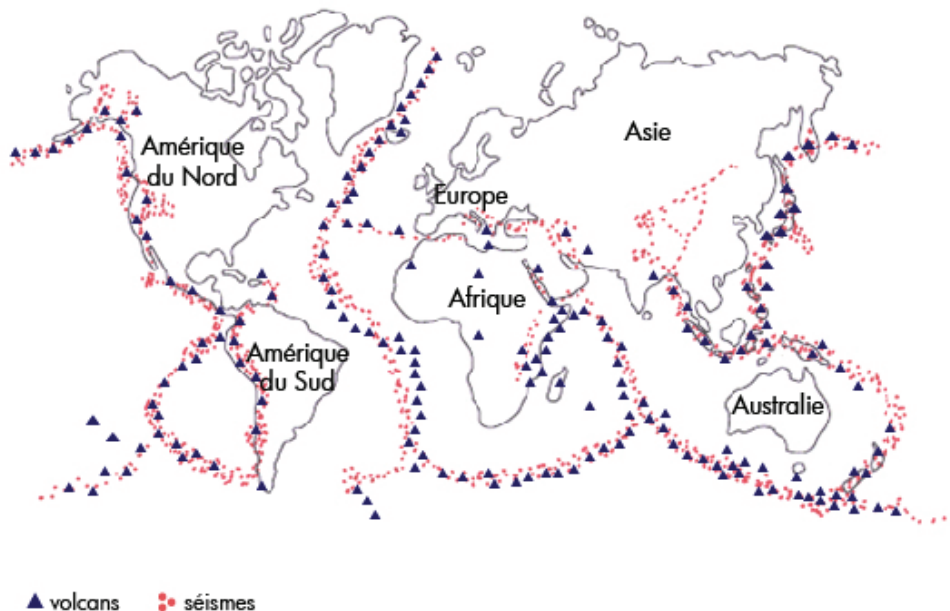 Amérique
du Nord
Asie
Europe
Afrique
Amérique
du Sud
Australie
volcans
séismes